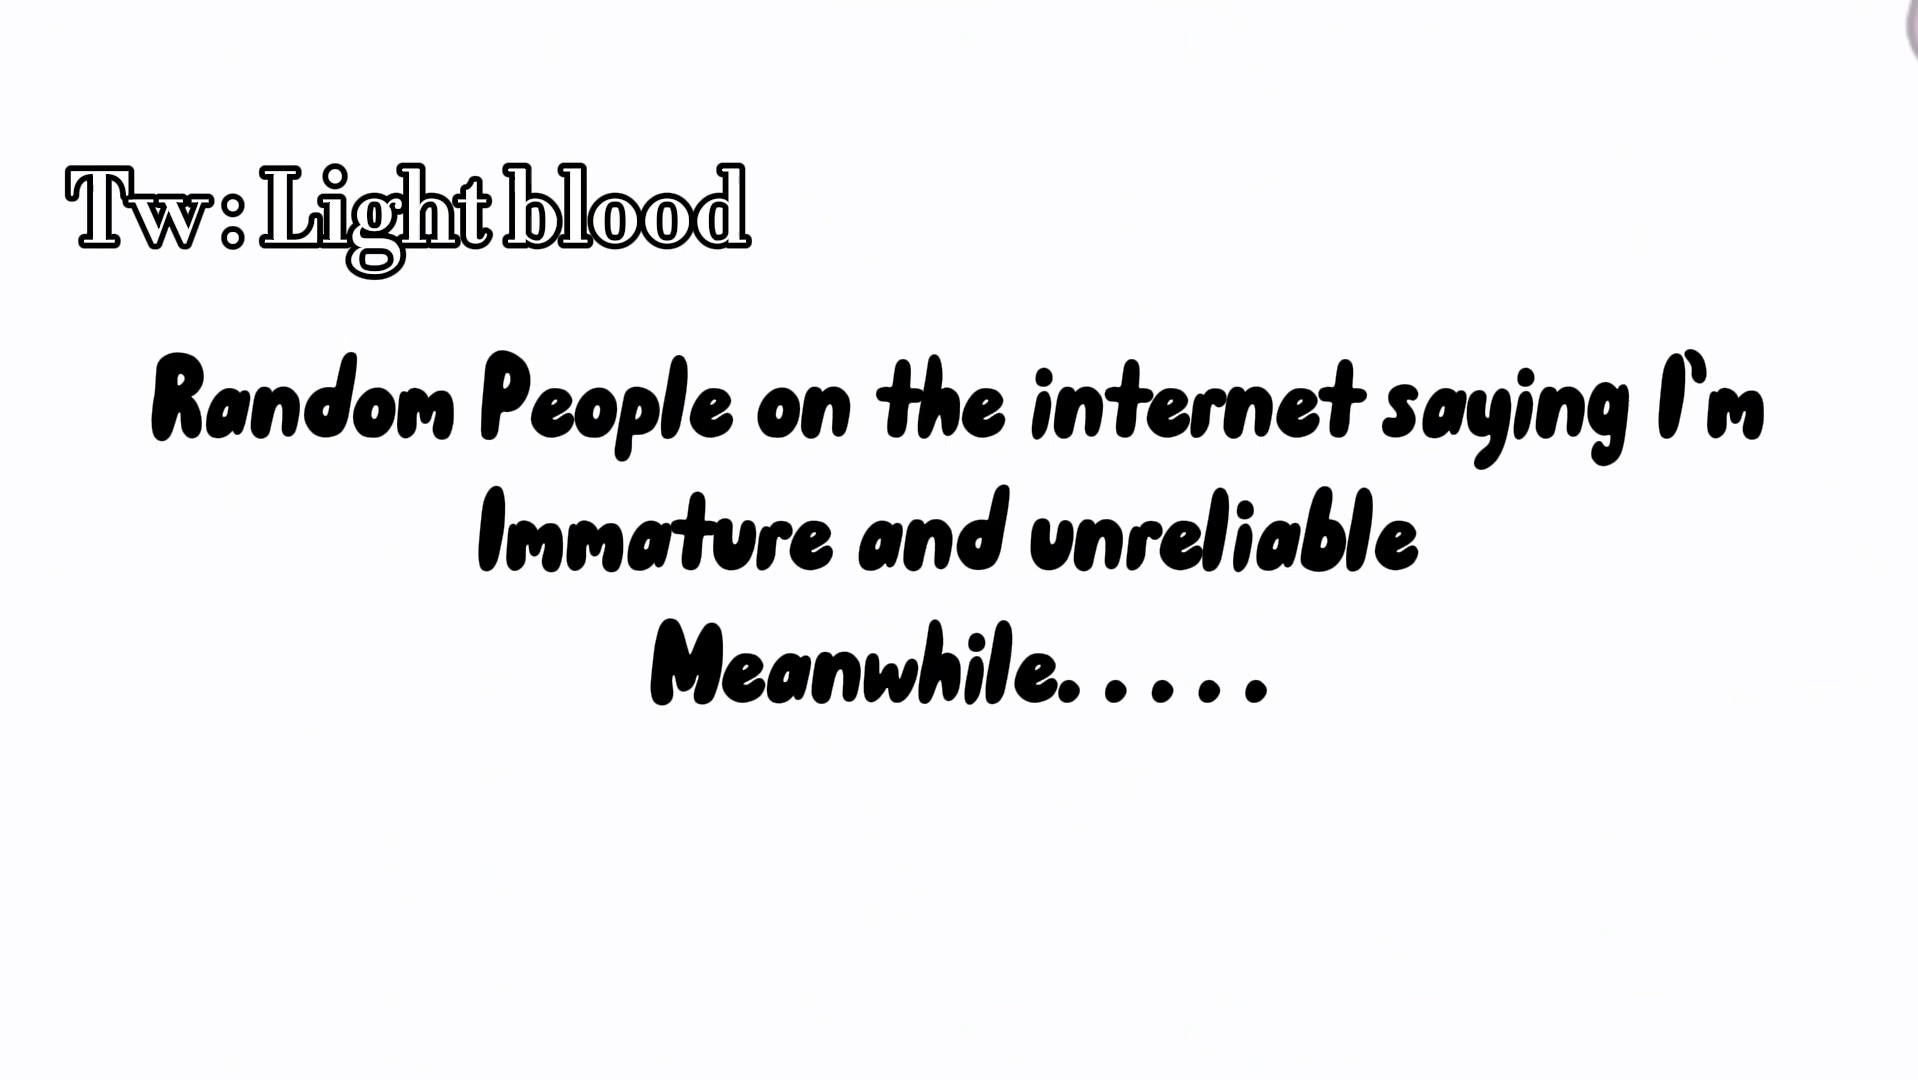 Tw: Light blood
Random People on the internet saying I'm
Immature and unreliable
Meanwhile.....